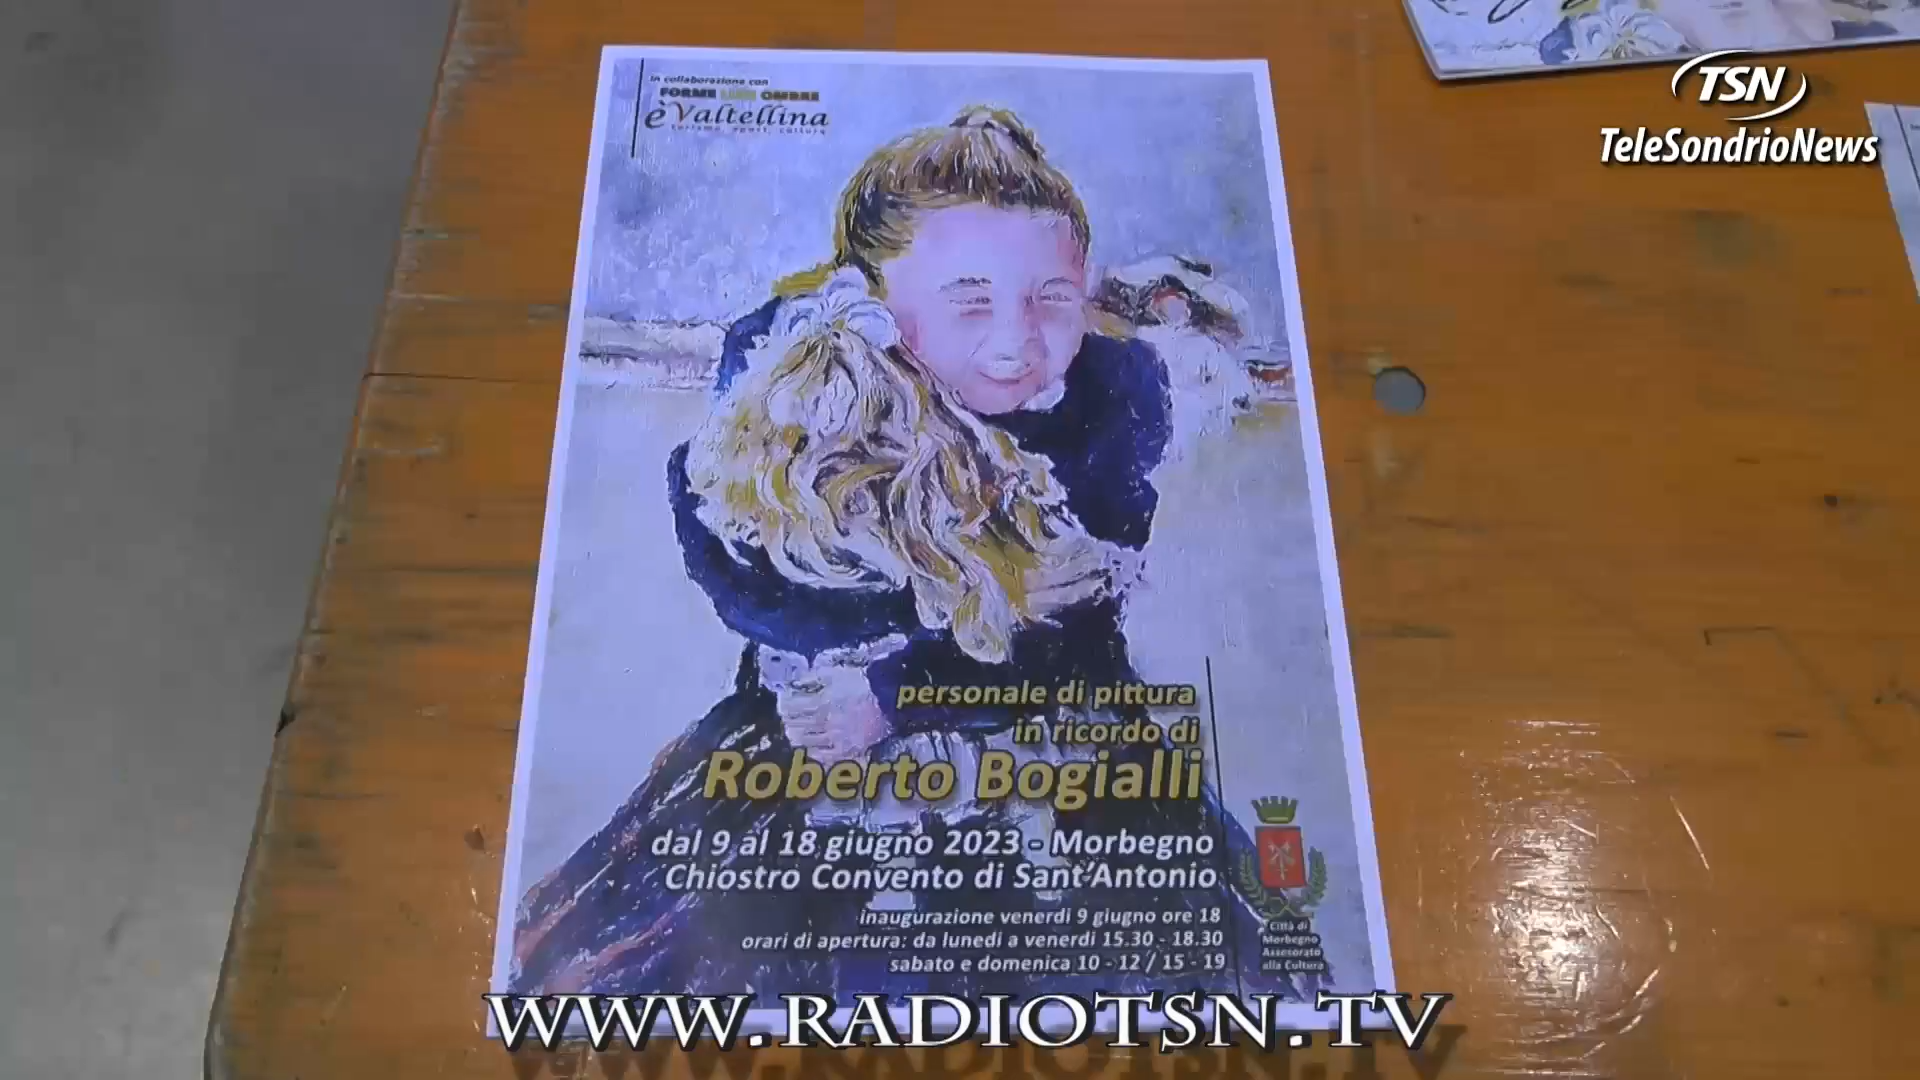 in collaborazione con
FORME LUCI OMBRE
èValtellina
turismo, sport, cultura
TSN
TeleSondrioNews
personale di pittura
in ricordo di
Roberto Bogialli
dal 9 al 18 giugno 2023 - Morbegno
Chiostro Convento di Sant'Antonio
inaugurazione venerdì 9 giugno ore 18
orari di apertura: da lunedì a venerdì 15.30 - 18.30
sabato e domenica 10 - 12 / 15 - 19
Città di
Morbegno
Assessorato
alla Cultura
WWW.RADIOTSN.TV